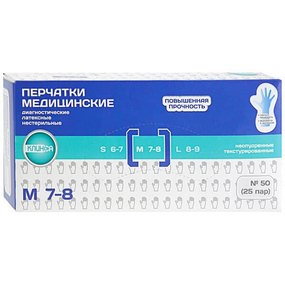 ПЕРЧАТКИ
МЕДИЦИНСКИЕ
диагностические
латексные
нестерильные
ПОВЫШЕННАЯ
ПРОЧНОСТЬ
S 6-7 [ M 7-8 ] L 8-9
неопудренные
текстурированные
M 7-8
№ 50
(25 пар)